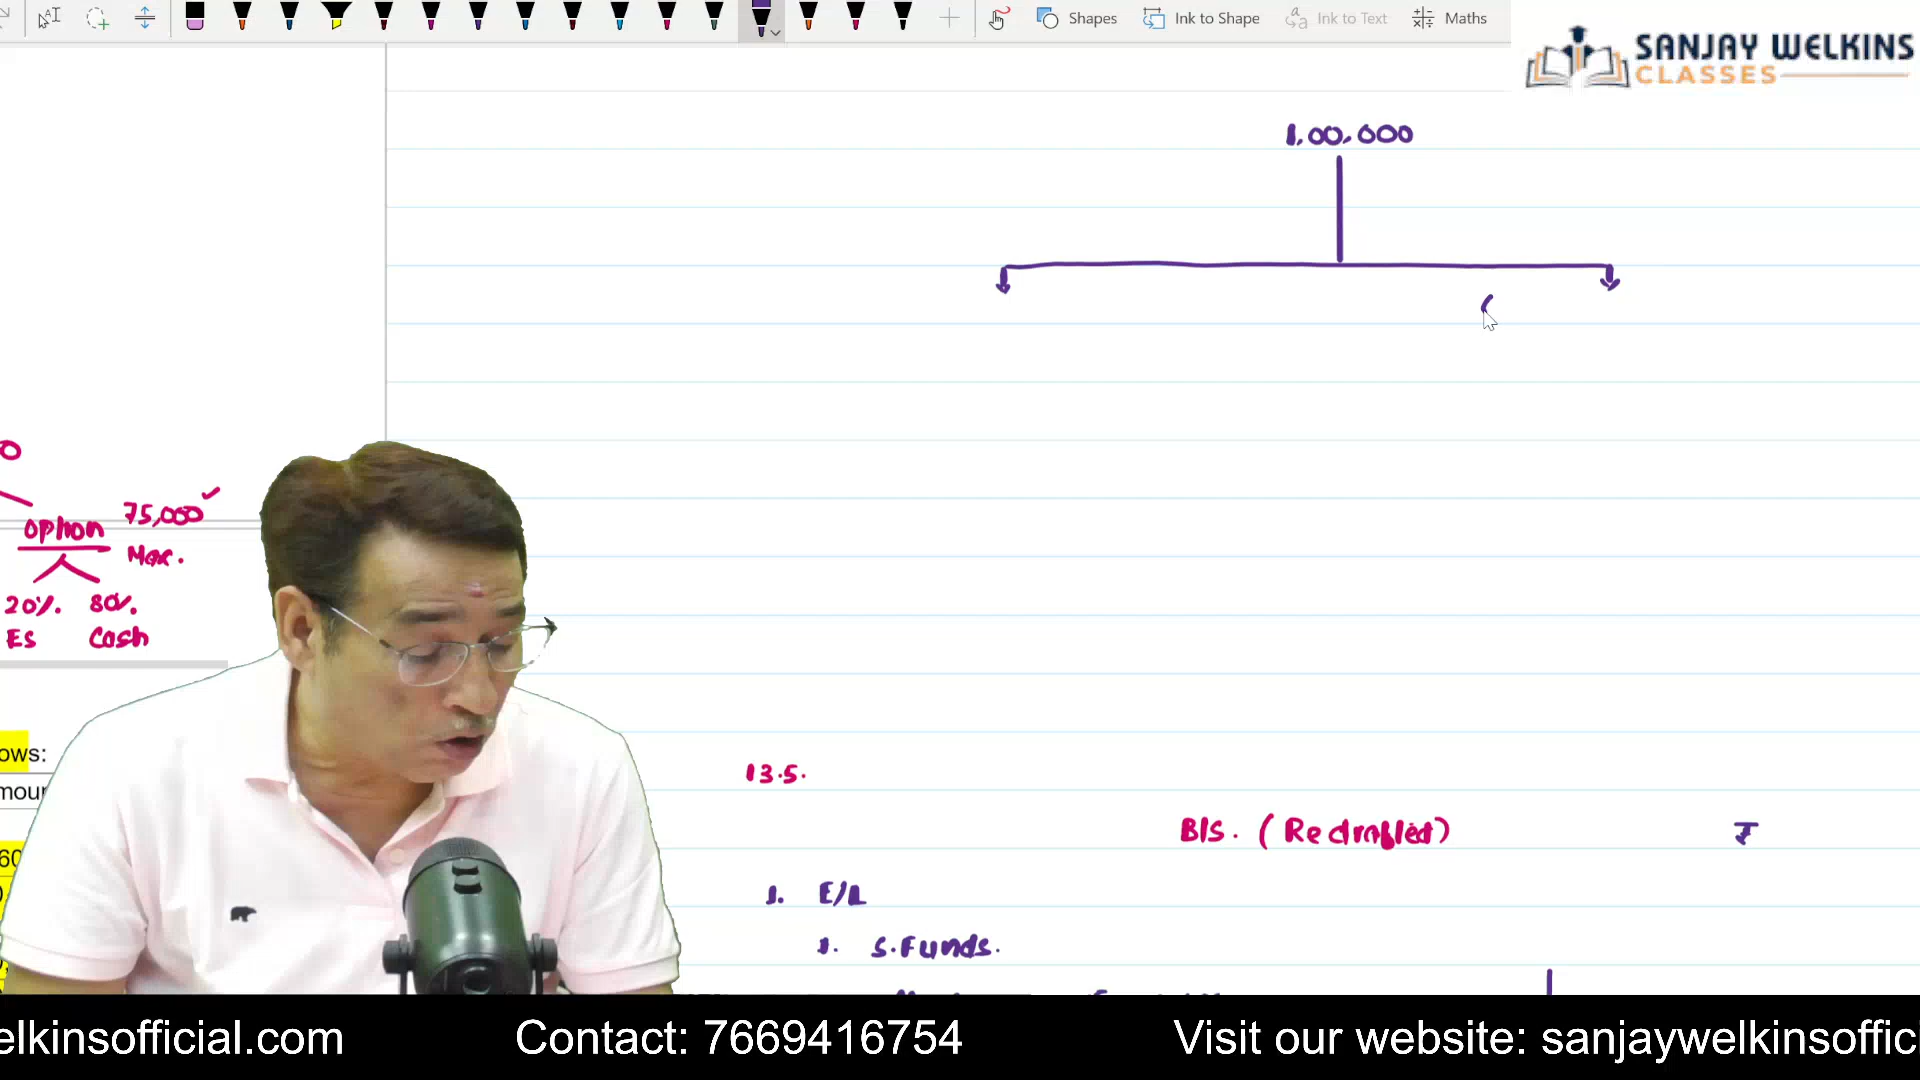 Shapes
Ink to Shape
Ink to Text
Maths
SANJAY WELKINS
CLASSES
1,00,000
75,000
option
Max.
20%. 80%.
ES Cash
ows:
60
13.5.
B/S. (Redrafted)
₹
1. E/L
1. S.Funds.
elkinsofficial.com
Contact: 7669416754
Visit our website: sanjaywelkinsoffic